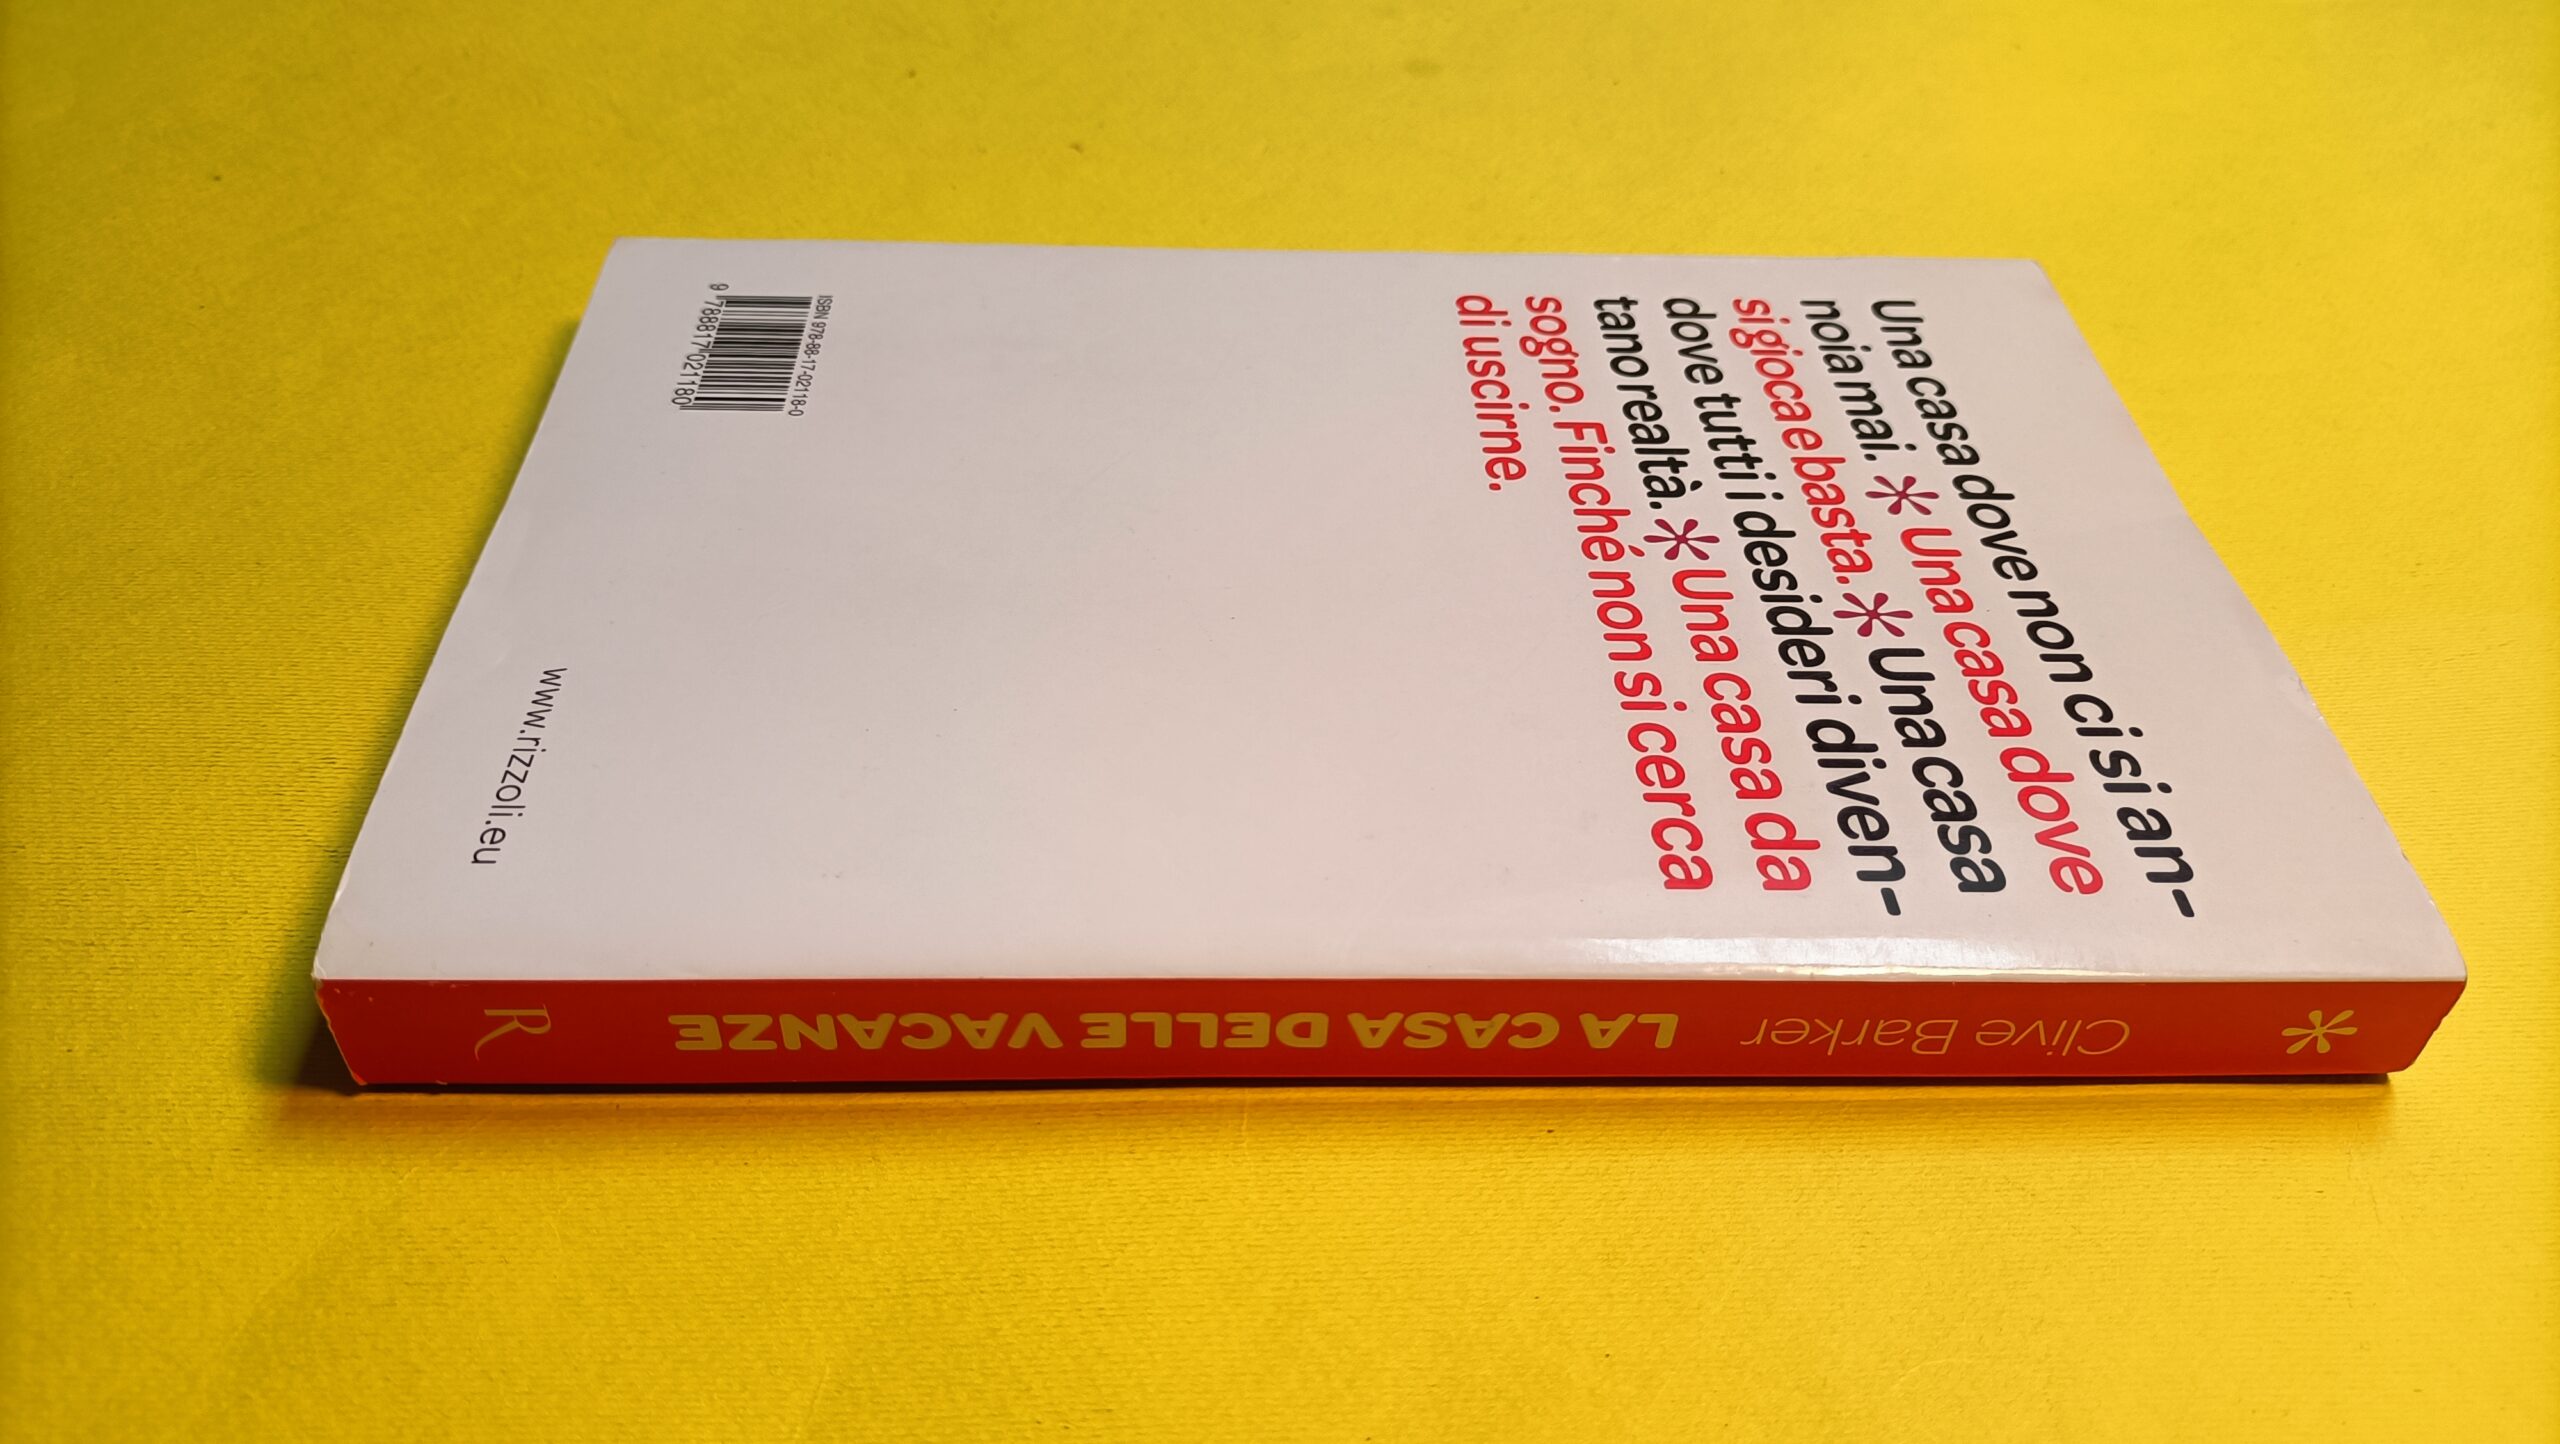 Una casa dove non ci si an-
noia mai. * Una casa dove
si gioca e basta. * Una casa
dove tutti i desideri diven-
tano realtà. * Una casa da
sogno. Finché non si cerca
di uscirne.
ISBN 978-88-17-02118-0
9 788817 021180
www.rizzoli.eu
* Clive Barker LA CASA DELLE VACANZE R